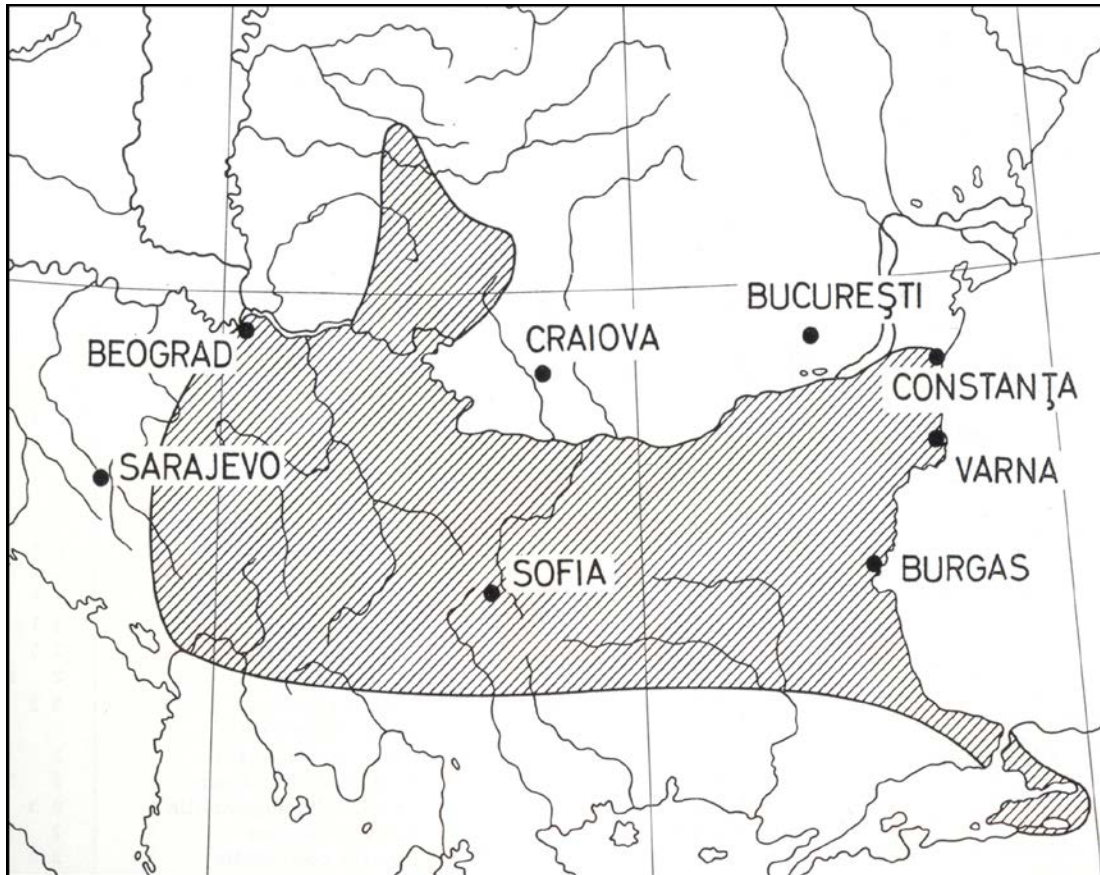 BUCUREŞTI
CRAIOVA
BEOGRAD
CONSTANŢA
SARAJEVO
VARNA
SOFIA
BURGAS